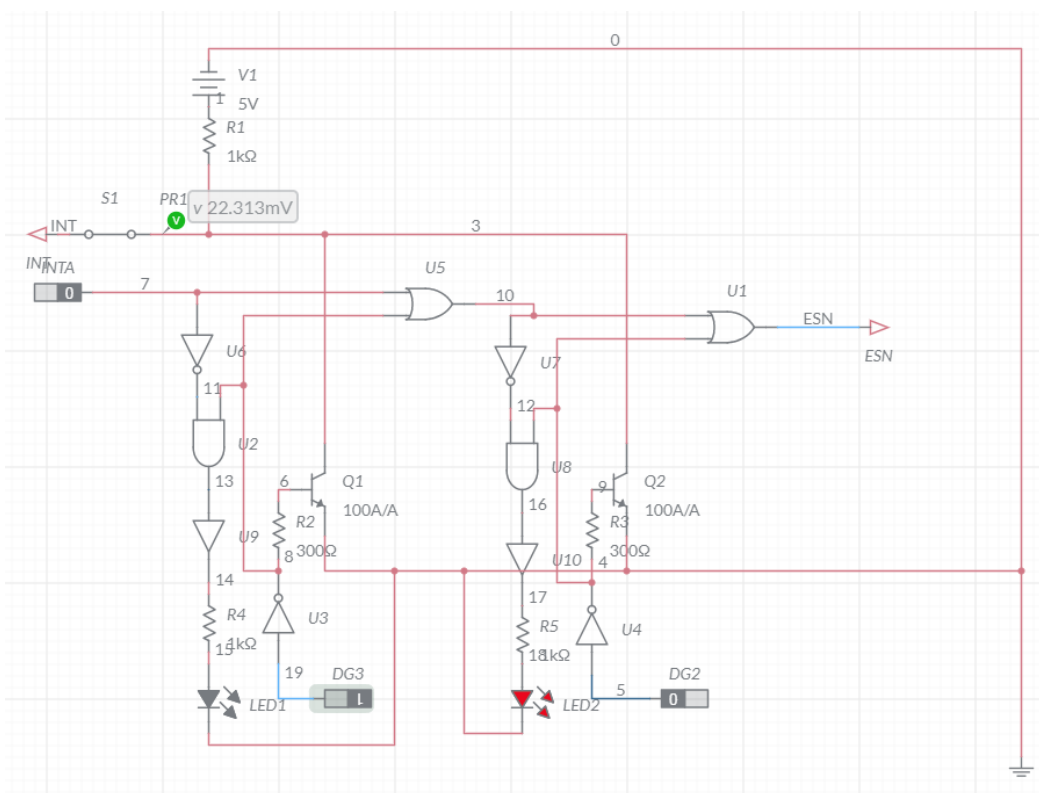 0
V1
1
5V
R1
1kΩ
S1
PR1
v 22.313mV
V
INT
3
INT
INTA
0
7
U5
10
U1
ESN
ESN
U6
U7
11
12
U2
U8
13
6
Q1
100A/A
16
9
Q2
100A/A
R2
300Ω
R3
300Ω
U9
8
U10
4
14
17
R4
1kΩ
15
U3
R5
1kΩ
18
U4
19
DG3
1
LED1
LED2
5
DG2
0